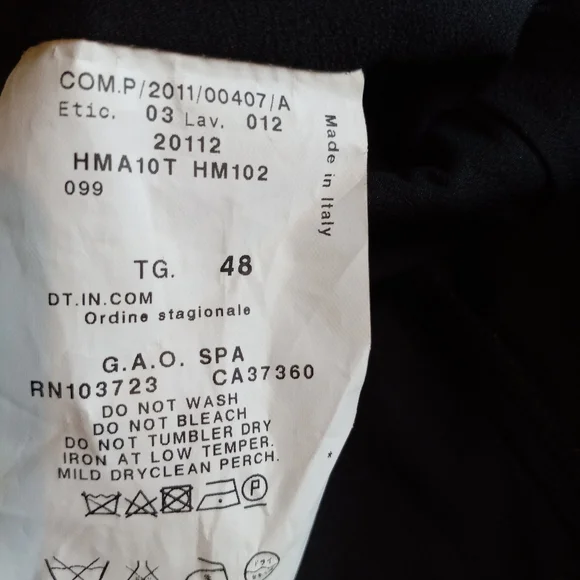 COM.P/2011/00407/A
Etic. 03 Lav. 012
20112
HMA10T HM102
099
Made in Italy
TG. 48
DT.IN.COM
Ordine stagionale
G.A.O. SPA
RN103723 CA37360
DO NOT WASH
DO NOT BLEACH
DO NOT TUMBLER DRY
IRON AT LOW TEMPER.
MILD DRYCLEAN PERCH.
*
P